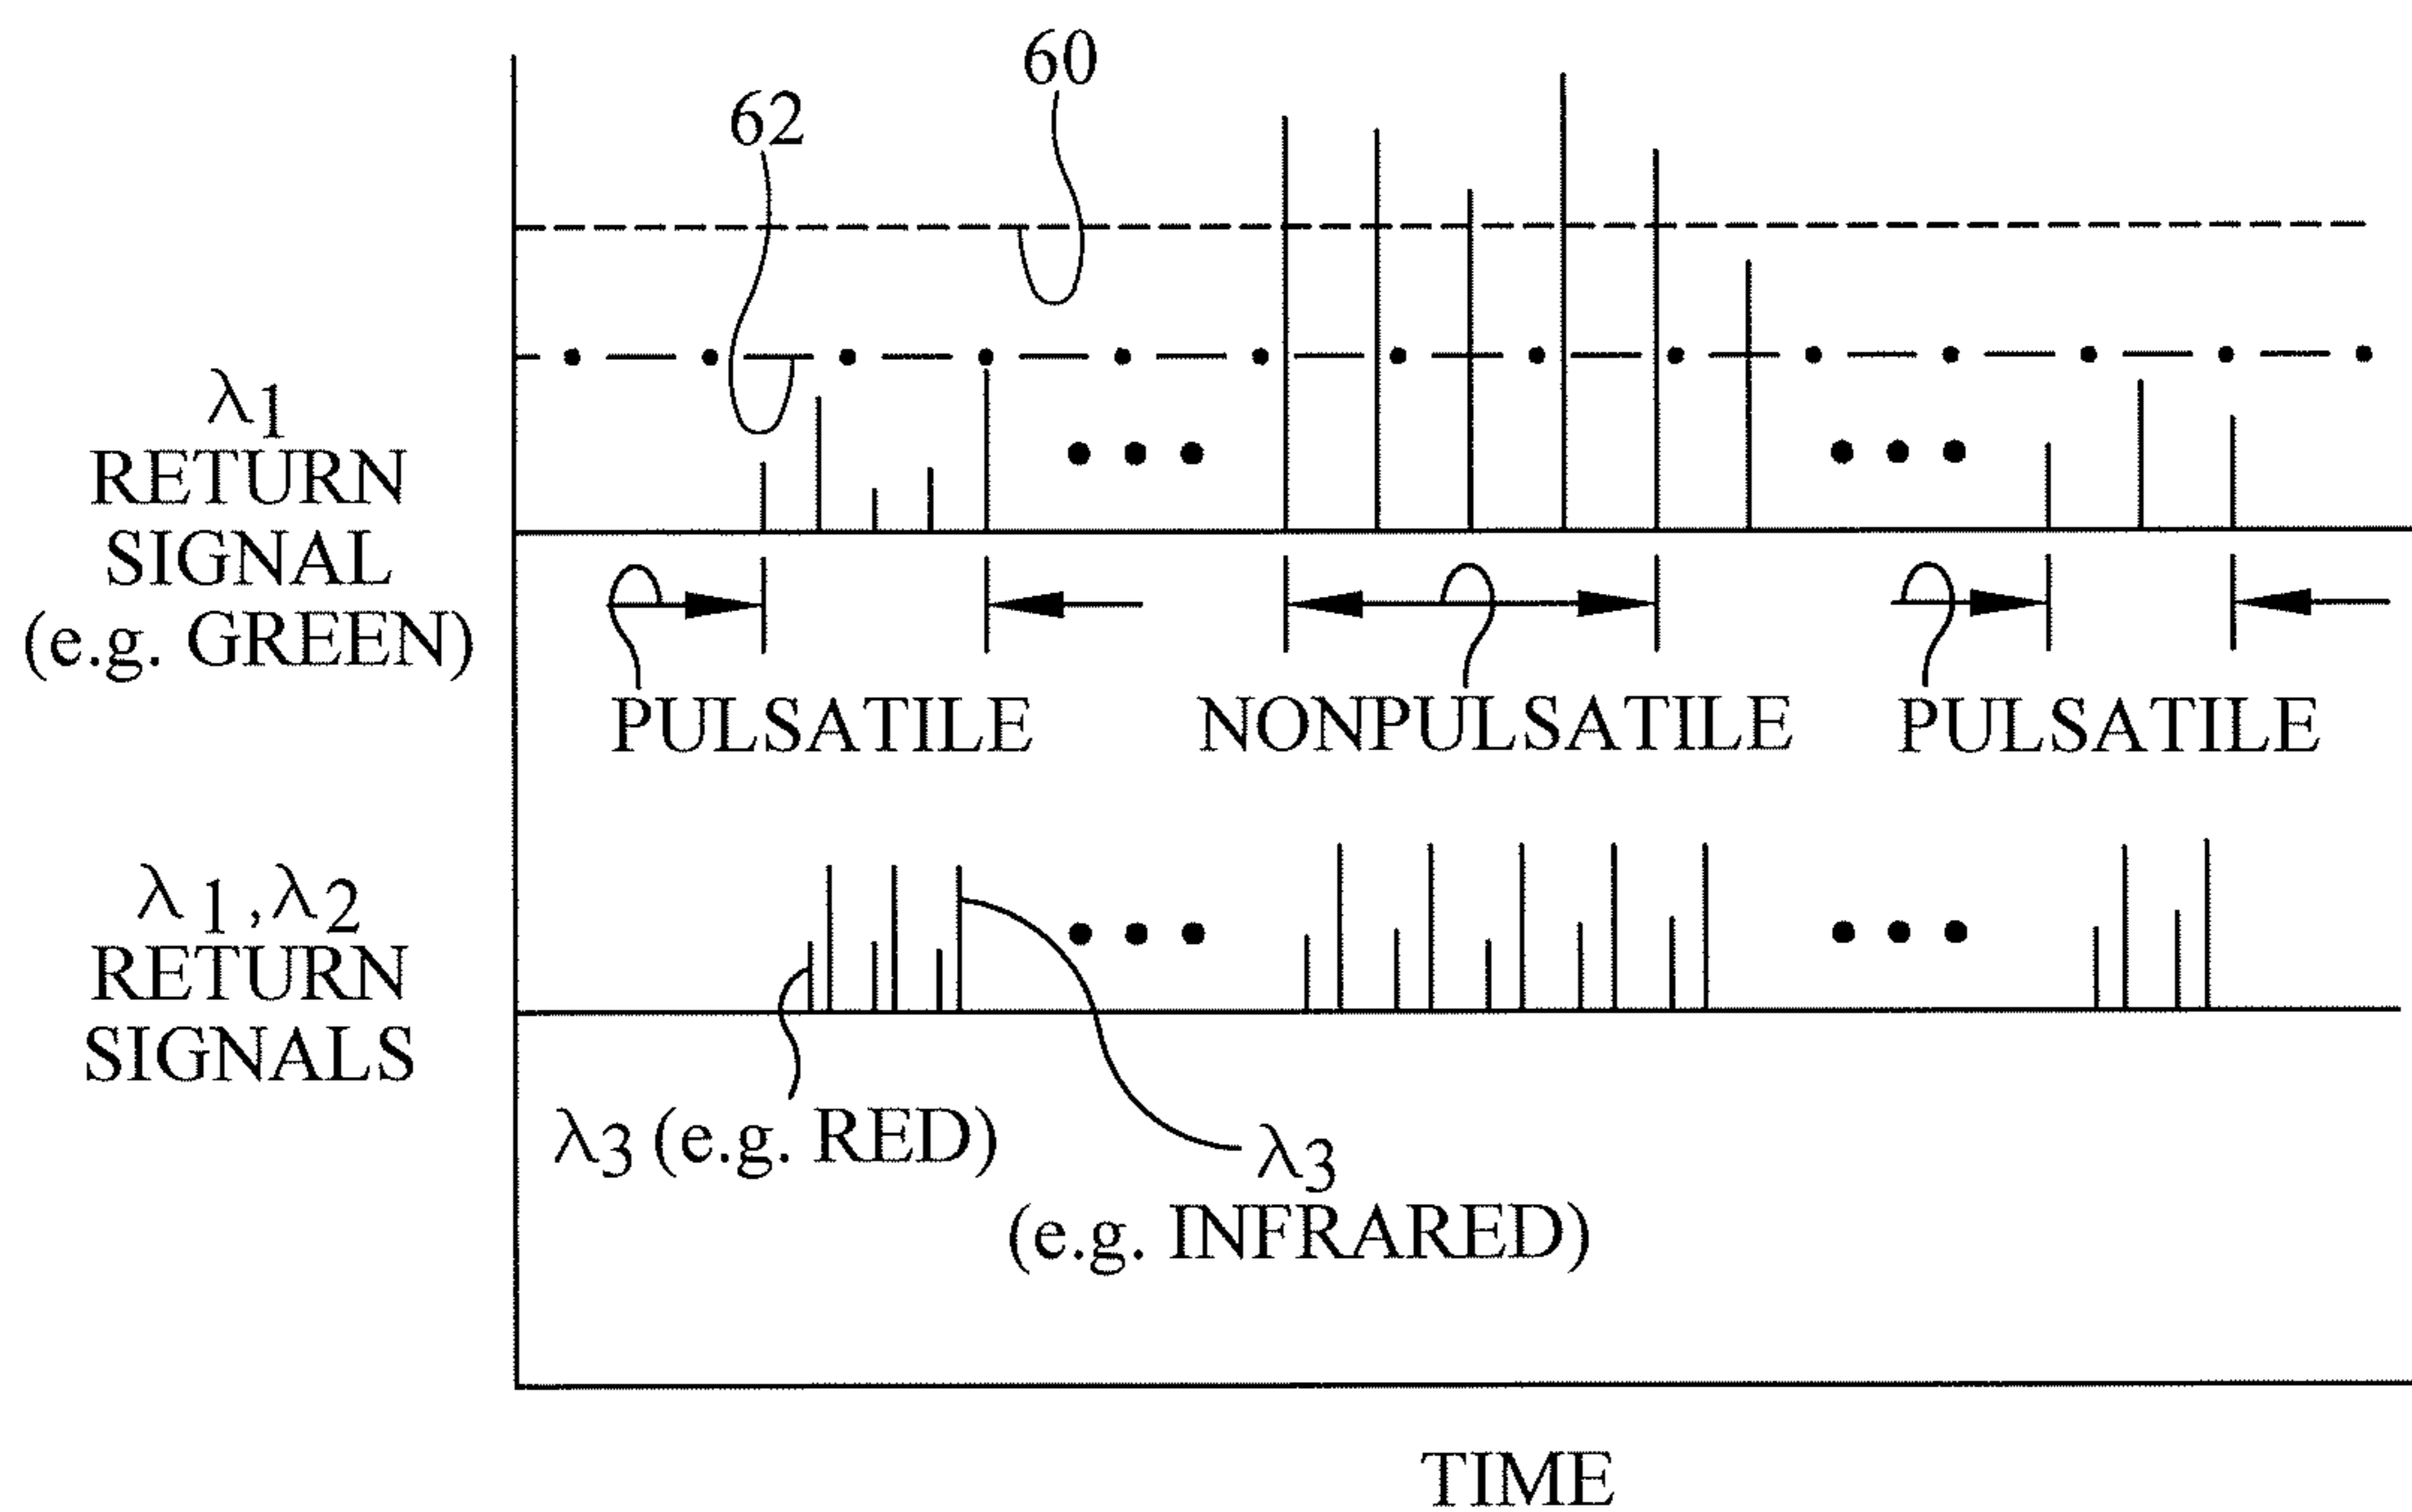 60
62
λ1
RETURN
SIGNAL
(e.g. GREEN)
PULSATILE NONPULSATILE PULSATILE
λ1,λ2
RETURN
SIGNALS
λ3 (e.g. RED)
λ3
(e.g. INFRARED)
TIME